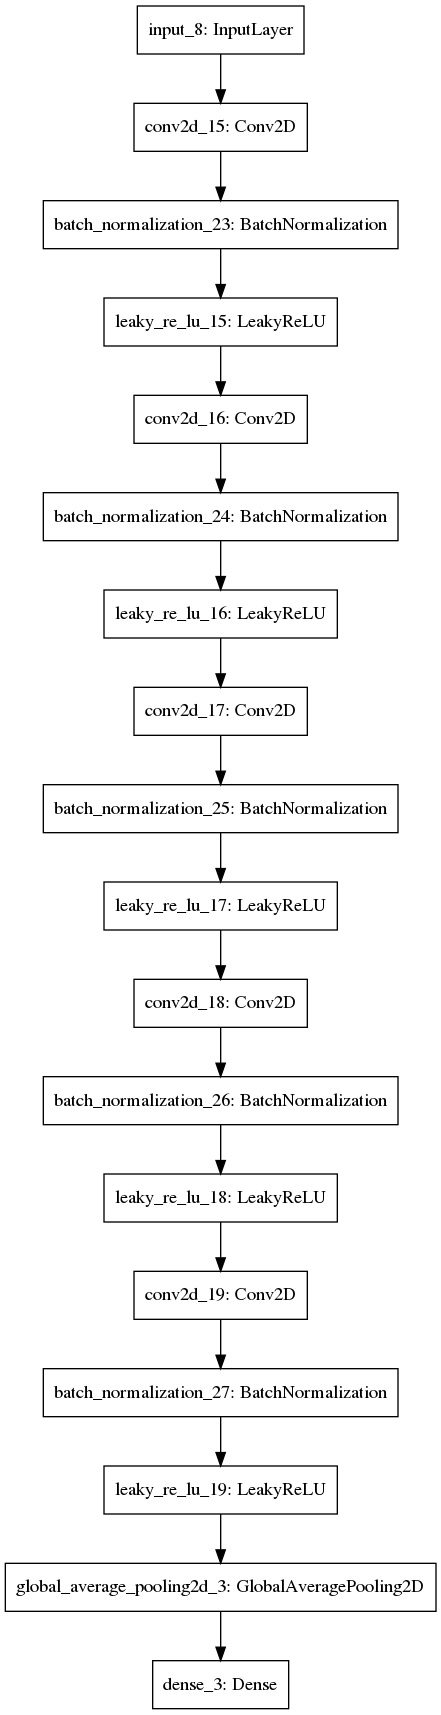 input_8: InputLayer
conv2d_15: Conv2D
batch_normalization_23: BatchNormalization
leaky_re_lu_15: LeakyReLU
conv2d_16: Conv2D
batch_normalization_24: BatchNormalization
leaky_re_lu_16: LeakyReLU
conv2d_17: Conv2D
batch_normalization_25: BatchNormalization
leaky_re_lu_17: LeakyReLU
conv2d_18: Conv2D
batch_normalization_26: BatchNormalization
leaky_re_lu_18: LeakyReLU
conv2d_19: Conv2D
batch_normalization_27: BatchNormalization
leaky_re_lu_19: LeakyReLU
global_average_pooling2d_3: GlobalAveragePooling2D
dense_3: Dense